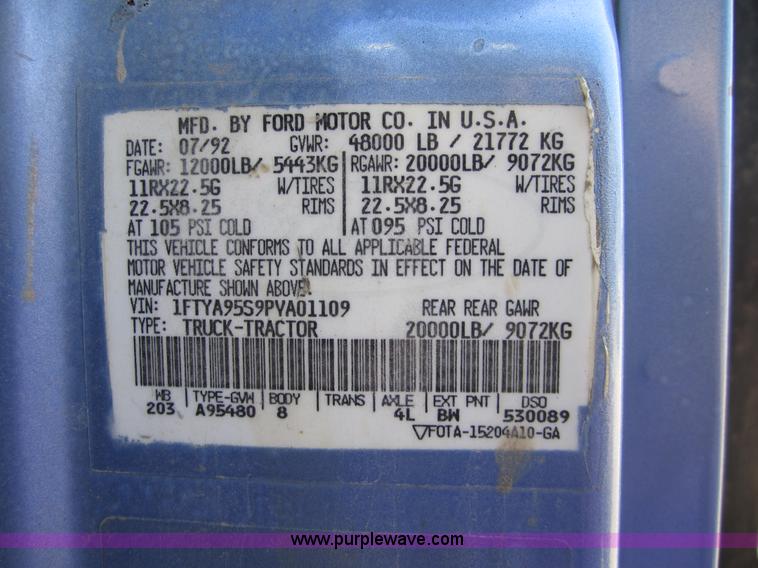 MFD. BY FORD MOTOR CO. IN U.S.A.
DATE: 07/92 GVWR: 48000 LB / 21772 KG
FGAWR: 12000LB/ 5443KG RGAWR: 20000LB/ 9072KG
11RX22.5G W/TIRES 11RX22.5G W/TIRES
22.5X8.25 RIMS 22.5X8.25 RIMS
AT 105 PSI COLD AT 095 PSI COLD
THIS VEHICLE CONFORMS TO ALL APPLICABLE FEDERAL
MOTOR VEHICLE SAFETY STANDARDS IN EFFECT ON THE DATE OF
MANUFACTURE SHOWN ABOVE.
VIN: 1FTYA95S9PVA01109 REAR REAR GAWR
TYPE: TRUCK-TRACTOR 20000LB/ 9072KG
WB TYPE-GVW BODY TRANS AXLE EXT PNT DSO
203 A95480 8 4L BW 530089
▽FOTA-15204A10-GA
www.purplewave.com